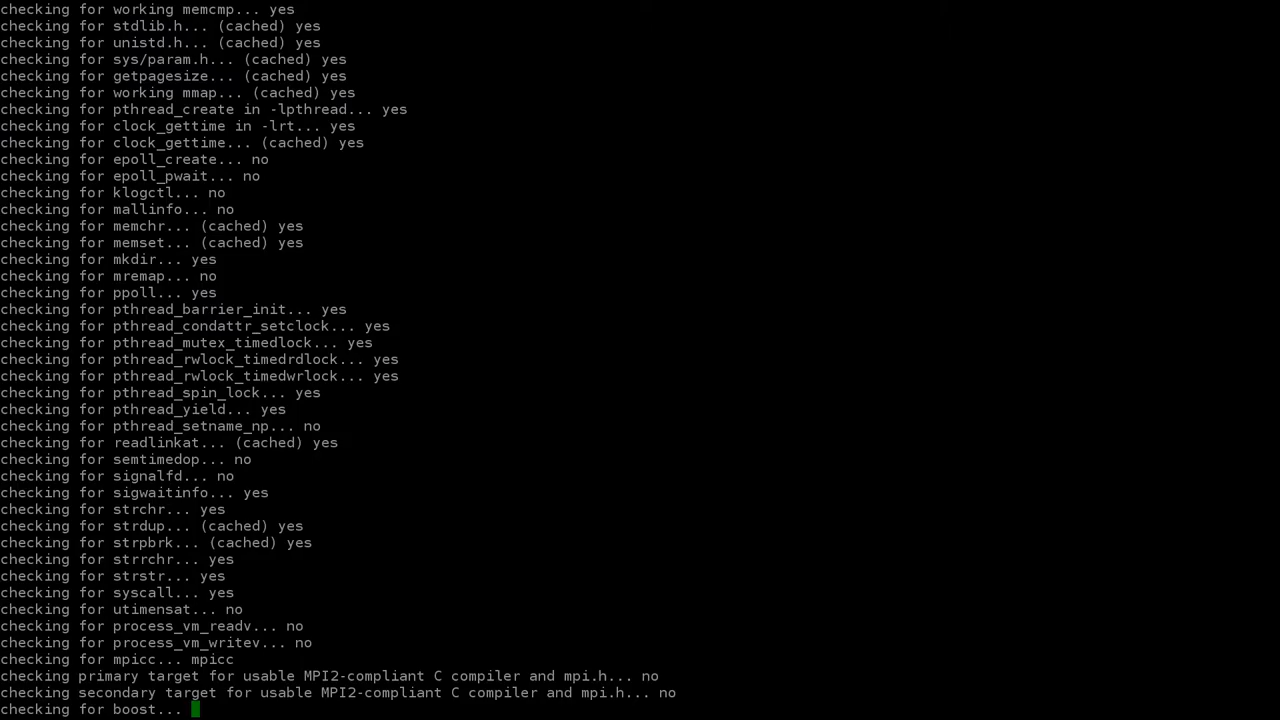 checking for working memcmp... yes
checking for stdlib.h... (cached) yes
checking for unistd.h... (cached) yes
checking for sys/param.h... (cached) yes
checking for getpagesize... (cached) yes
checking for working mmap... (cached) yes
checking for pthread_create in -lpthread... yes
checking for clock_gettime in -lrt... yes
checking for clock_gettime... (cached) yes
checking for epoll_create... no
checking for epoll_pwait... no
checking for klogctl... no
checking for mallinfo... no
checking for memchr... (cached) yes
checking for memset... (cached) yes
checking for mkdir... yes
checking for mremap... no
checking for ppoll... yes
checking for pthread_barrier_init... yes
checking for pthread_condattr_setclock... yes
checking for pthread_mutex_timedlock... yes
checking for pthread_rwlock_timedrdlock... yes
checking for pthread_rwlock_timedwrlock... yes
checking for pthread_spin_lock... yes
checking for pthread_yield... yes
checking for pthread_setname_np... no
checking for readlinkat... (cached) yes
checking for semtimedop... no
checking for signalfd... no
checking for sigwaitinfo... yes
checking for strchr... yes
checking for strdup... (cached) yes
checking for strpbrk... (cached) yes
checking for strrchr... yes
checking for strstr... yes
checking for syscall... yes
checking for utimensat... no
checking for process_vm_readv... no
checking for process_vm_writev... no
checking for mpicc... mpicc
checking primary target for usable MPI2-compliant C compiler and mpi.h... no
checking secondary target for usable MPI2-compliant C compiler and mpi.h... no
checking for boost...